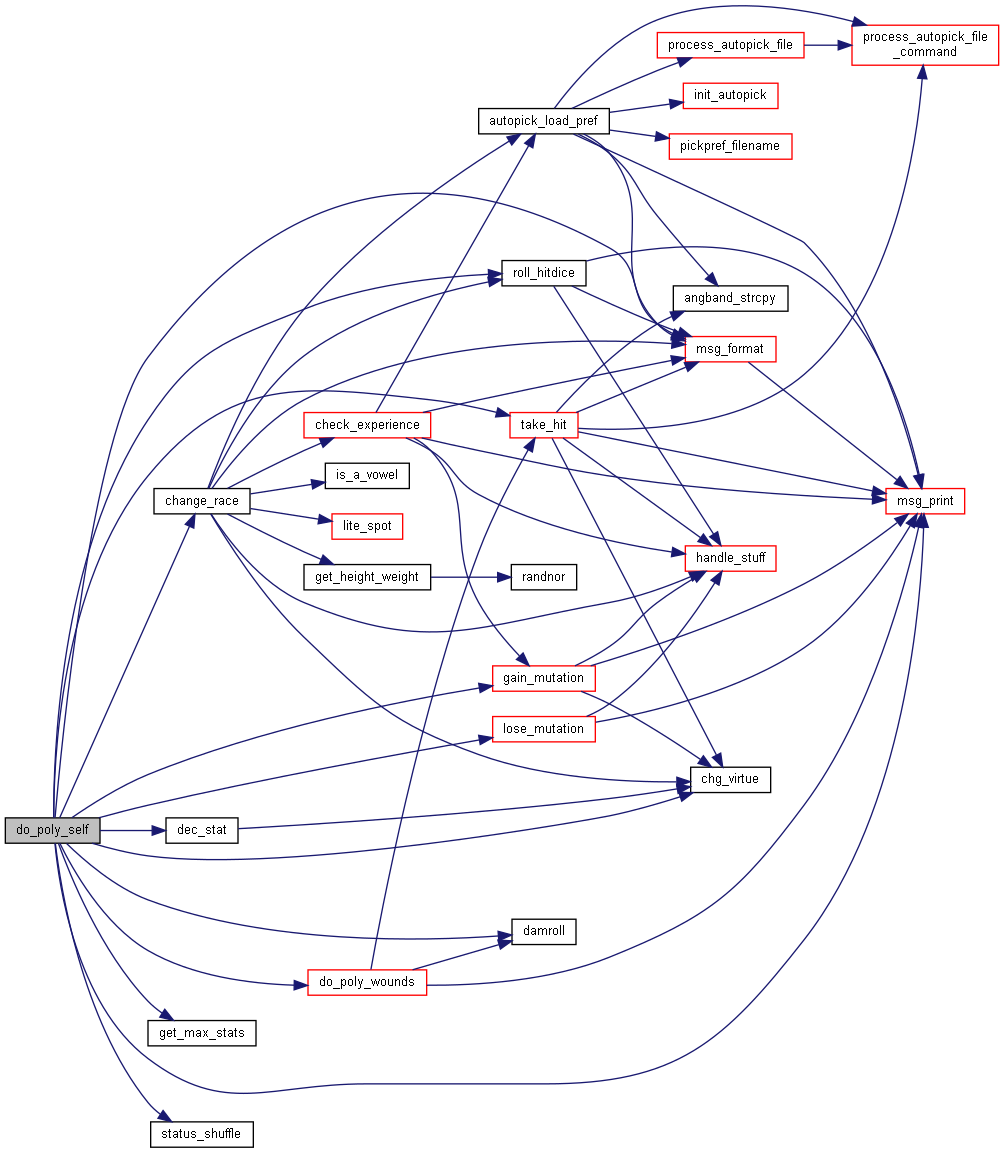 process_autopick_file
_command
process_autopick_file
init_autopick
autopick_load_pref
pickpref_filename
roll_hitdice
angband_strcpy
msg_format
check_experience
take_hit
is_a_vowel
change_race
msg_print
lite_spot
handle_stuff
get_height_weight
randnor
gain_mutation
lose_mutation
chg_virtue
do_poly_self
dec_stat
damroll
do_poly_wounds
get_max_stats
status_shuffle